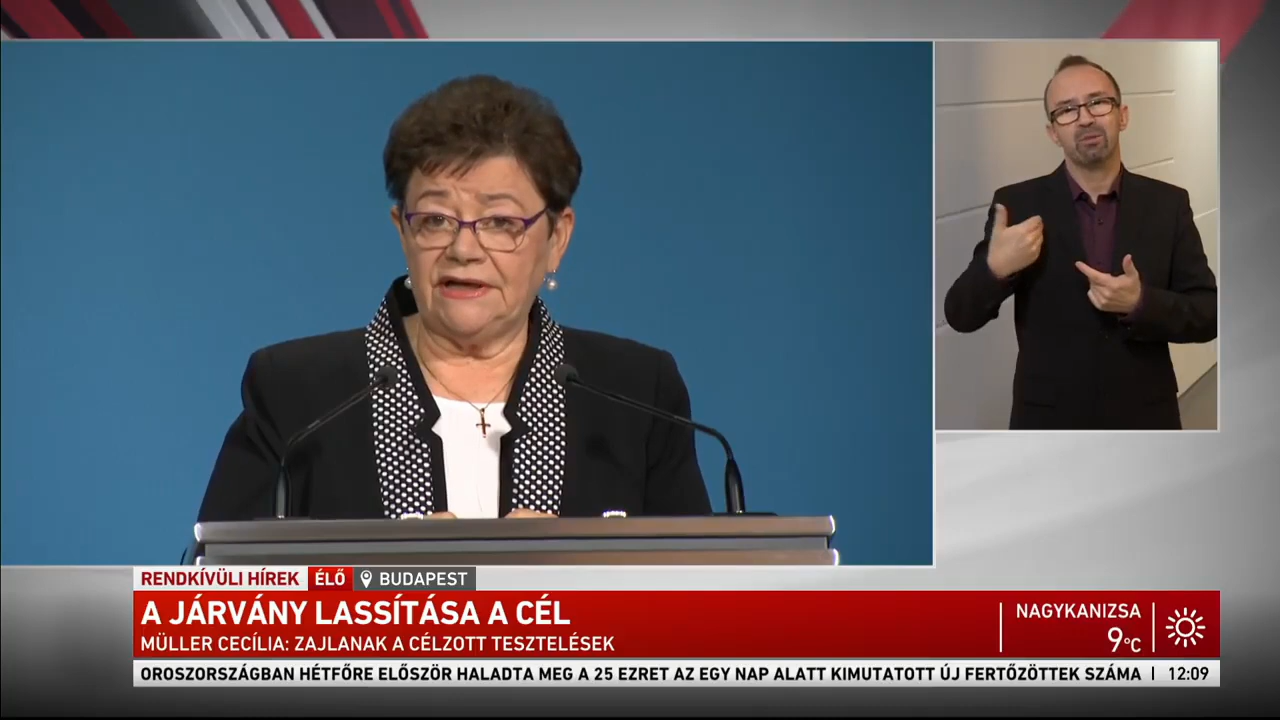 RENDKÍVÜLI HÍREK ÉLŐ BUDAPEST
A JÁRVÁNY LASSÍTÁSA A CÉL
MÜLLER CECÍLIA: ZAJLANAK A CÉLZOTT TESZTELÉSEK
NAGYKANIZSA
9°C
OROSZORSZÁGBAN HÉTFŐRE ELŐSZÖR HALADTA MEG A 25 EZRET AZ EGY NAP ALATT KIMUTATOTT ÚJ FERTŐZÖTTEK SZÁMA 12:09